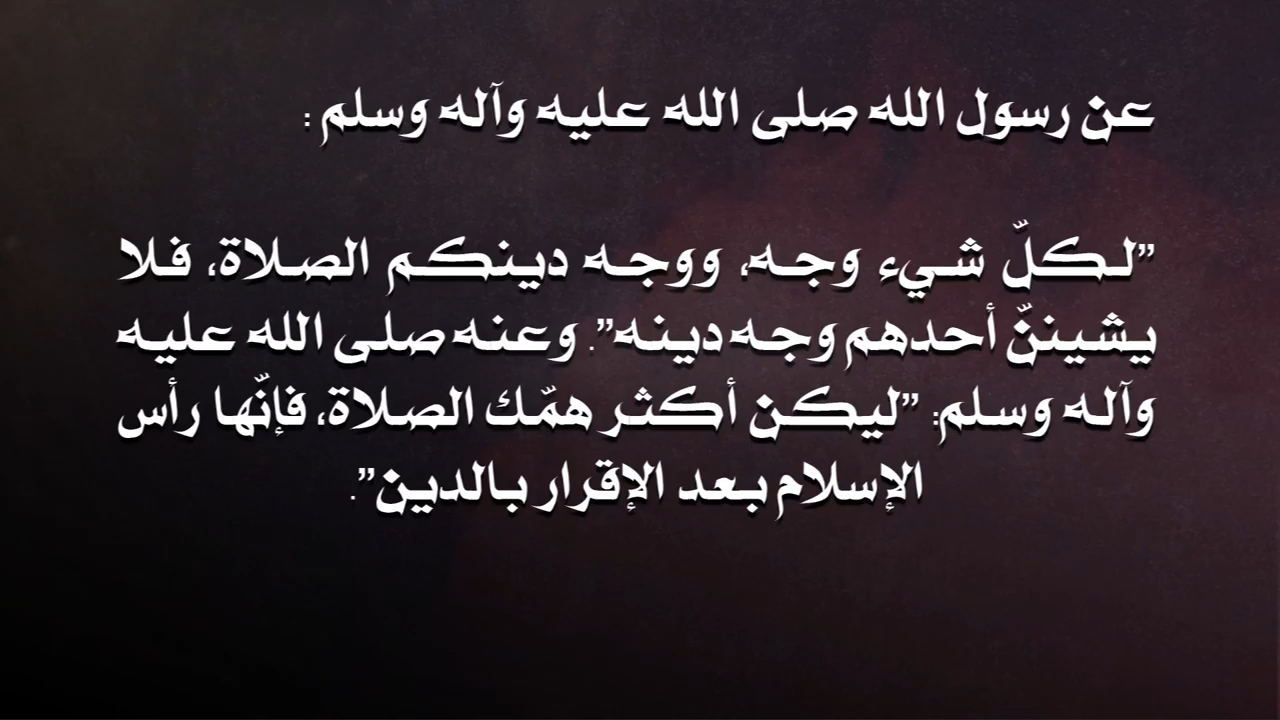 عن رسول الله صلى الله عليه وآله وسلم :
”لكلّ شيء وجه، ووجه دينكم الصلاة، فلا
يشيننّ أحدهم وجه دينه”. وعنه صلى الله عليه
وآله وسلم: ”ليكن أكثر همّك الصلاة، فإنّها رأس
الإسلام بعد الإقرار بالدين”.